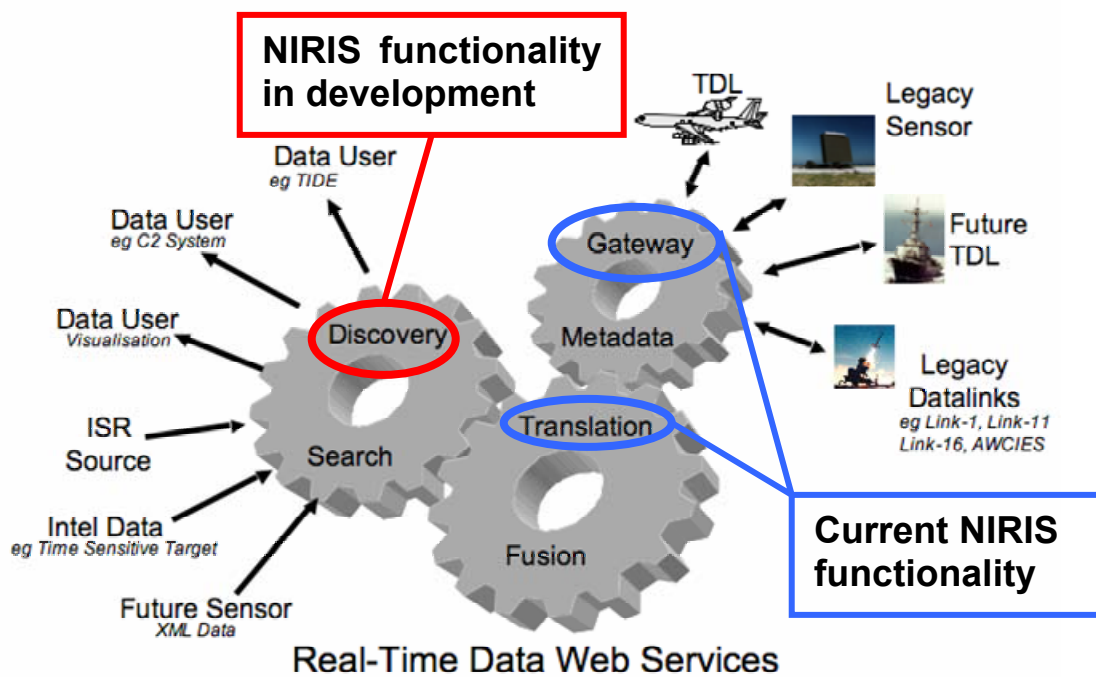 NIRIS functionality
in development
TDL
Legacy
Sensor
Data User
eg TIDE
Data User
eg C2 System
Gateway
Future
TDL
Data User
Visualisation
Discovery
Metadata
Legacy
Datalinks
eg Link-1, Link-11
Link-16, AWCIES
ISR
Source
Search
Translation
Intel Data
eg Time Sensitive Target
Fusion
Current NIRIS
functionality
Future Sensor
XML Data
Real-Time Data Web Services